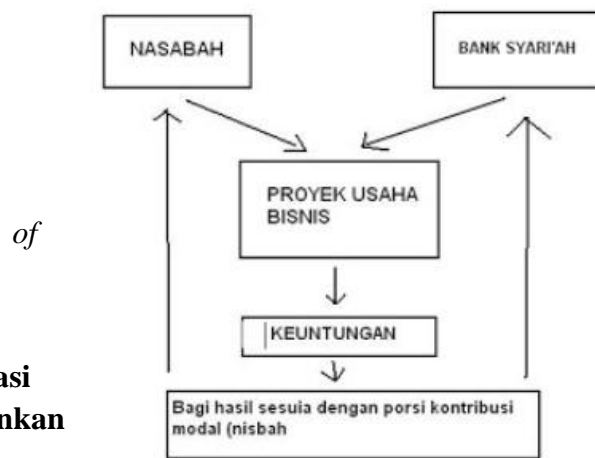 NASABAH
BANK SYARI'AH
PROYEK USAHA
BISNIS
of
KEUNTUNGAN
asi
nkan
Bagi hasil sesuia dengan porsi kontribusi
modal (nisbah